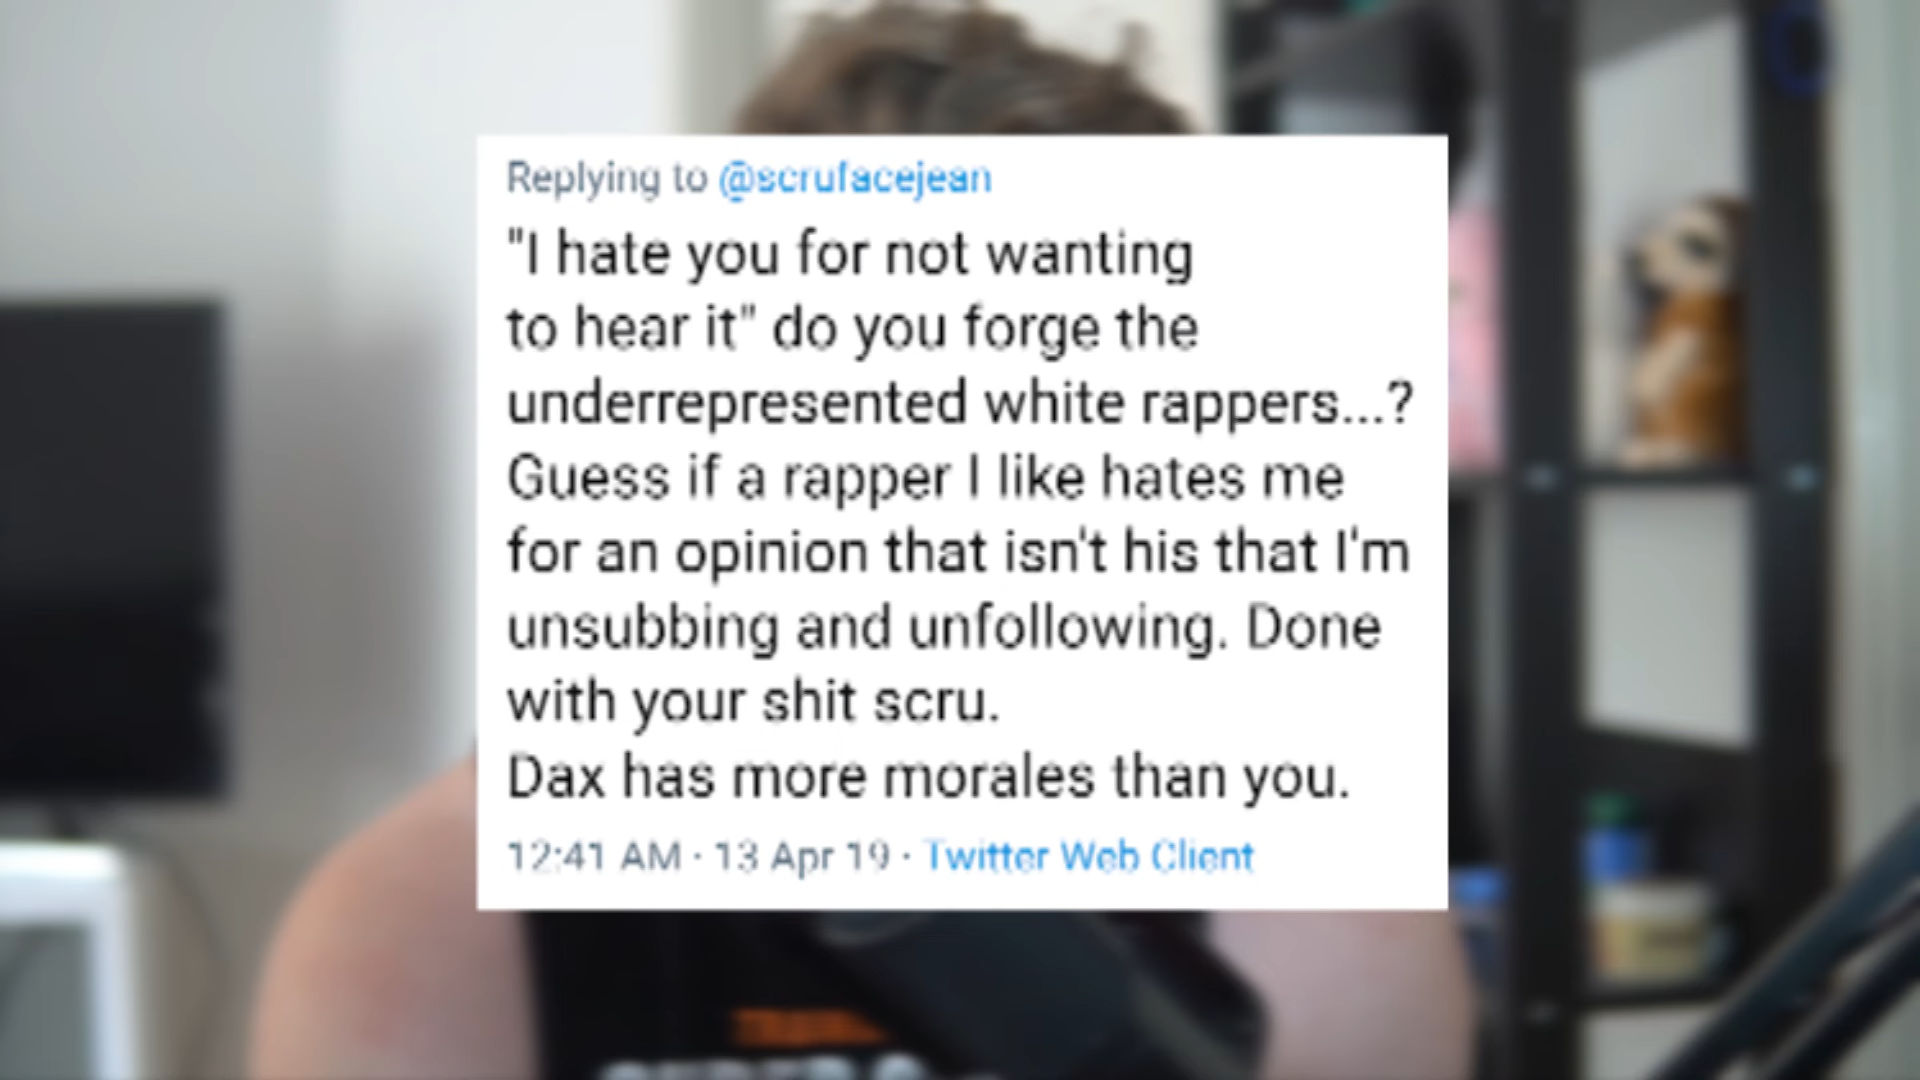 Replying to @scrufacejean
"I hate you for not wanting
to hear it" do you forge the
underrepresented white rappers...?
Guess if a rapper I like hates me
for an opinion that isn't his that I'm
unsubbing and unfollowing. Done
with your shit scru.
Dax has more morales than you.
12:41 AM · 13 Apr 19 · Twitter Web Client